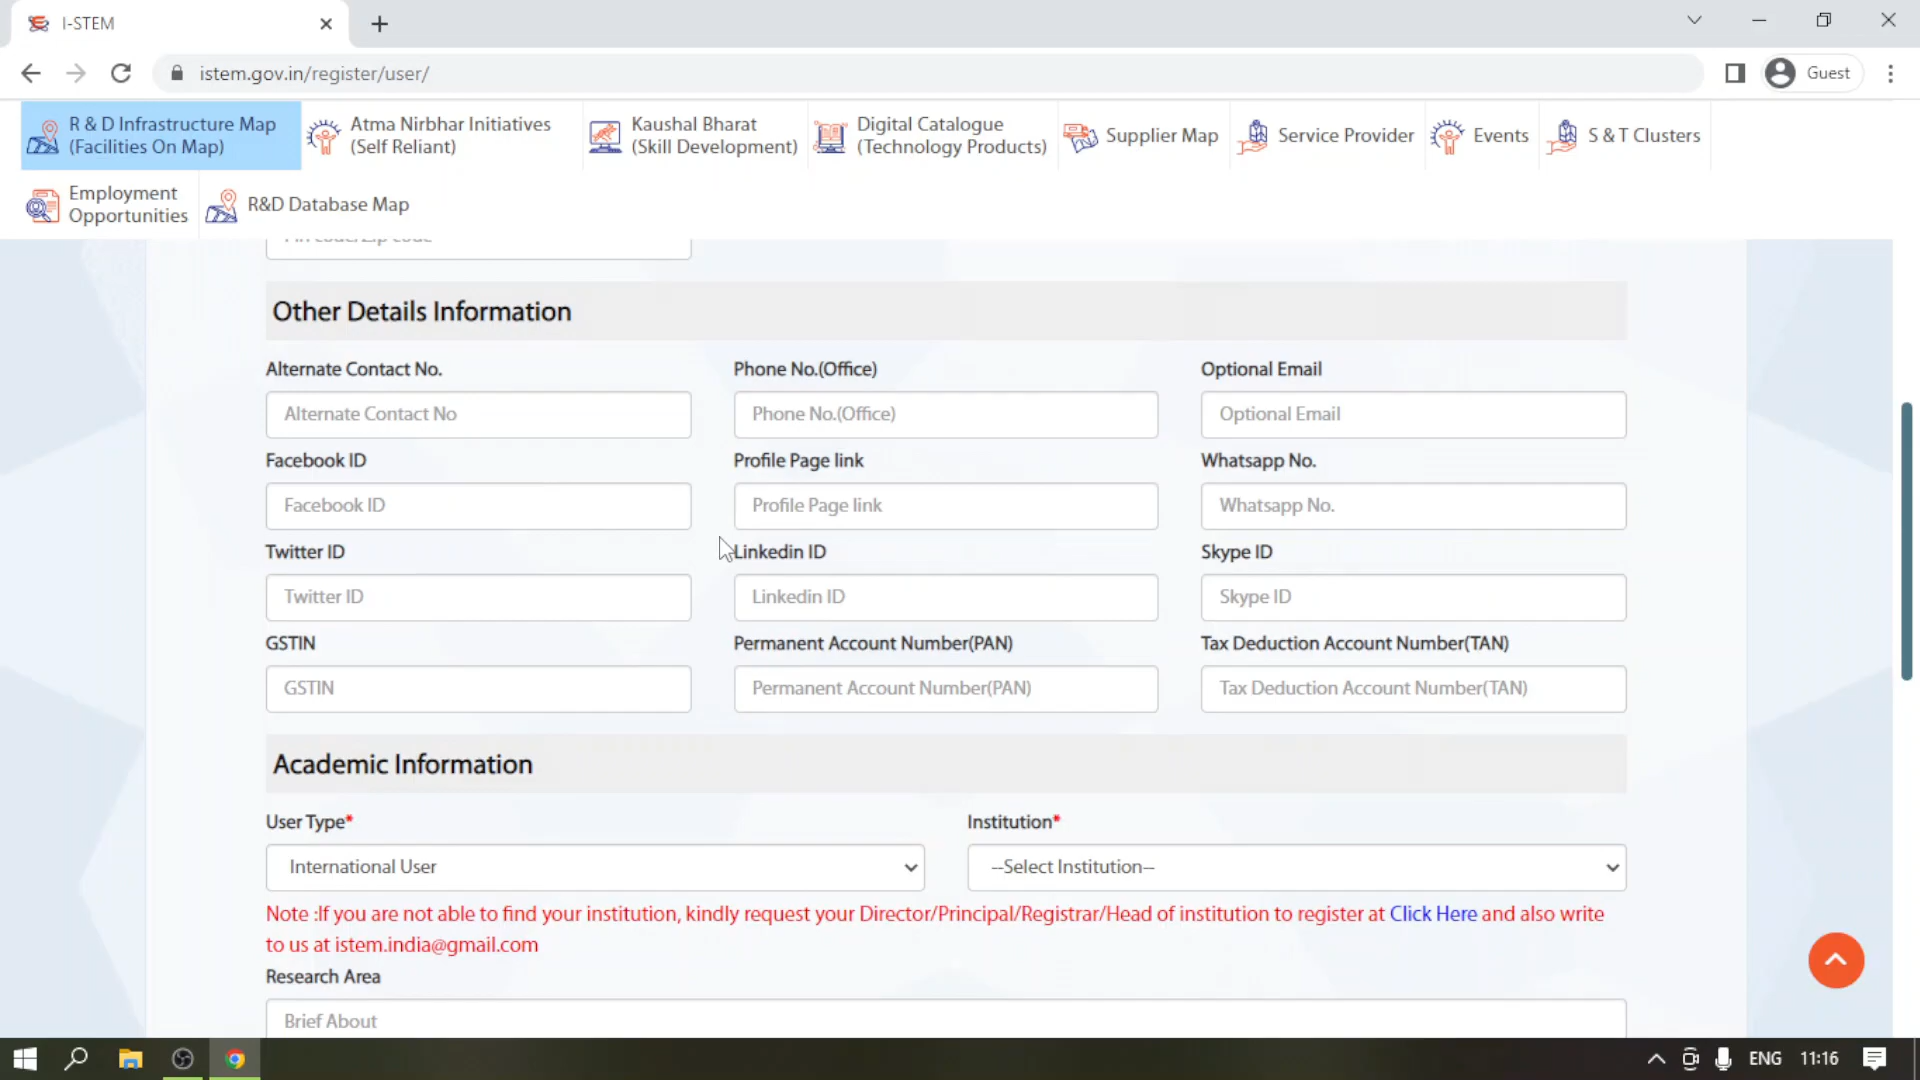 I-STEM
istem.gov.in/register/user/
Guest
R & D Infrastructure Map
(Facilities On Map)
Atma Nirbhar Initiatives
(Self Reliant)
Kaushal Bharat
(Skill Development)
Digital Catalogue
(Technology Products)
Supplier Map
Service Provider
Events
S & T Clusters
Employment
Opportunities
R&D Database Map
Other Details Information
Alternate Contact No. Phone No.(Office) Optional Email
Alternate Contact No Phone No.(Office) Optional Email
Facebook ID Profile Page link Whatsapp No.
Facebook ID Profile Page link Whatsapp No.
Twitter ID Linkedin ID Skype ID
Twitter ID Linkedin ID Skype ID
GSTIN Permanent Account Number(PAN) Tax Deduction Account Number(TAN)
GSTIN Permanent Account Number(PAN) Tax Deduction Account Number(TAN)
Academic Information
User Type* Institution*
International User --Select Institution--
Note :If you are not able to find your institution, kindly request your Director/Principal/Registrar/Head of institution to register at Click Here and also write
to us at istem.india@gmail.com
Research Area
Brief About
ENG 11:16